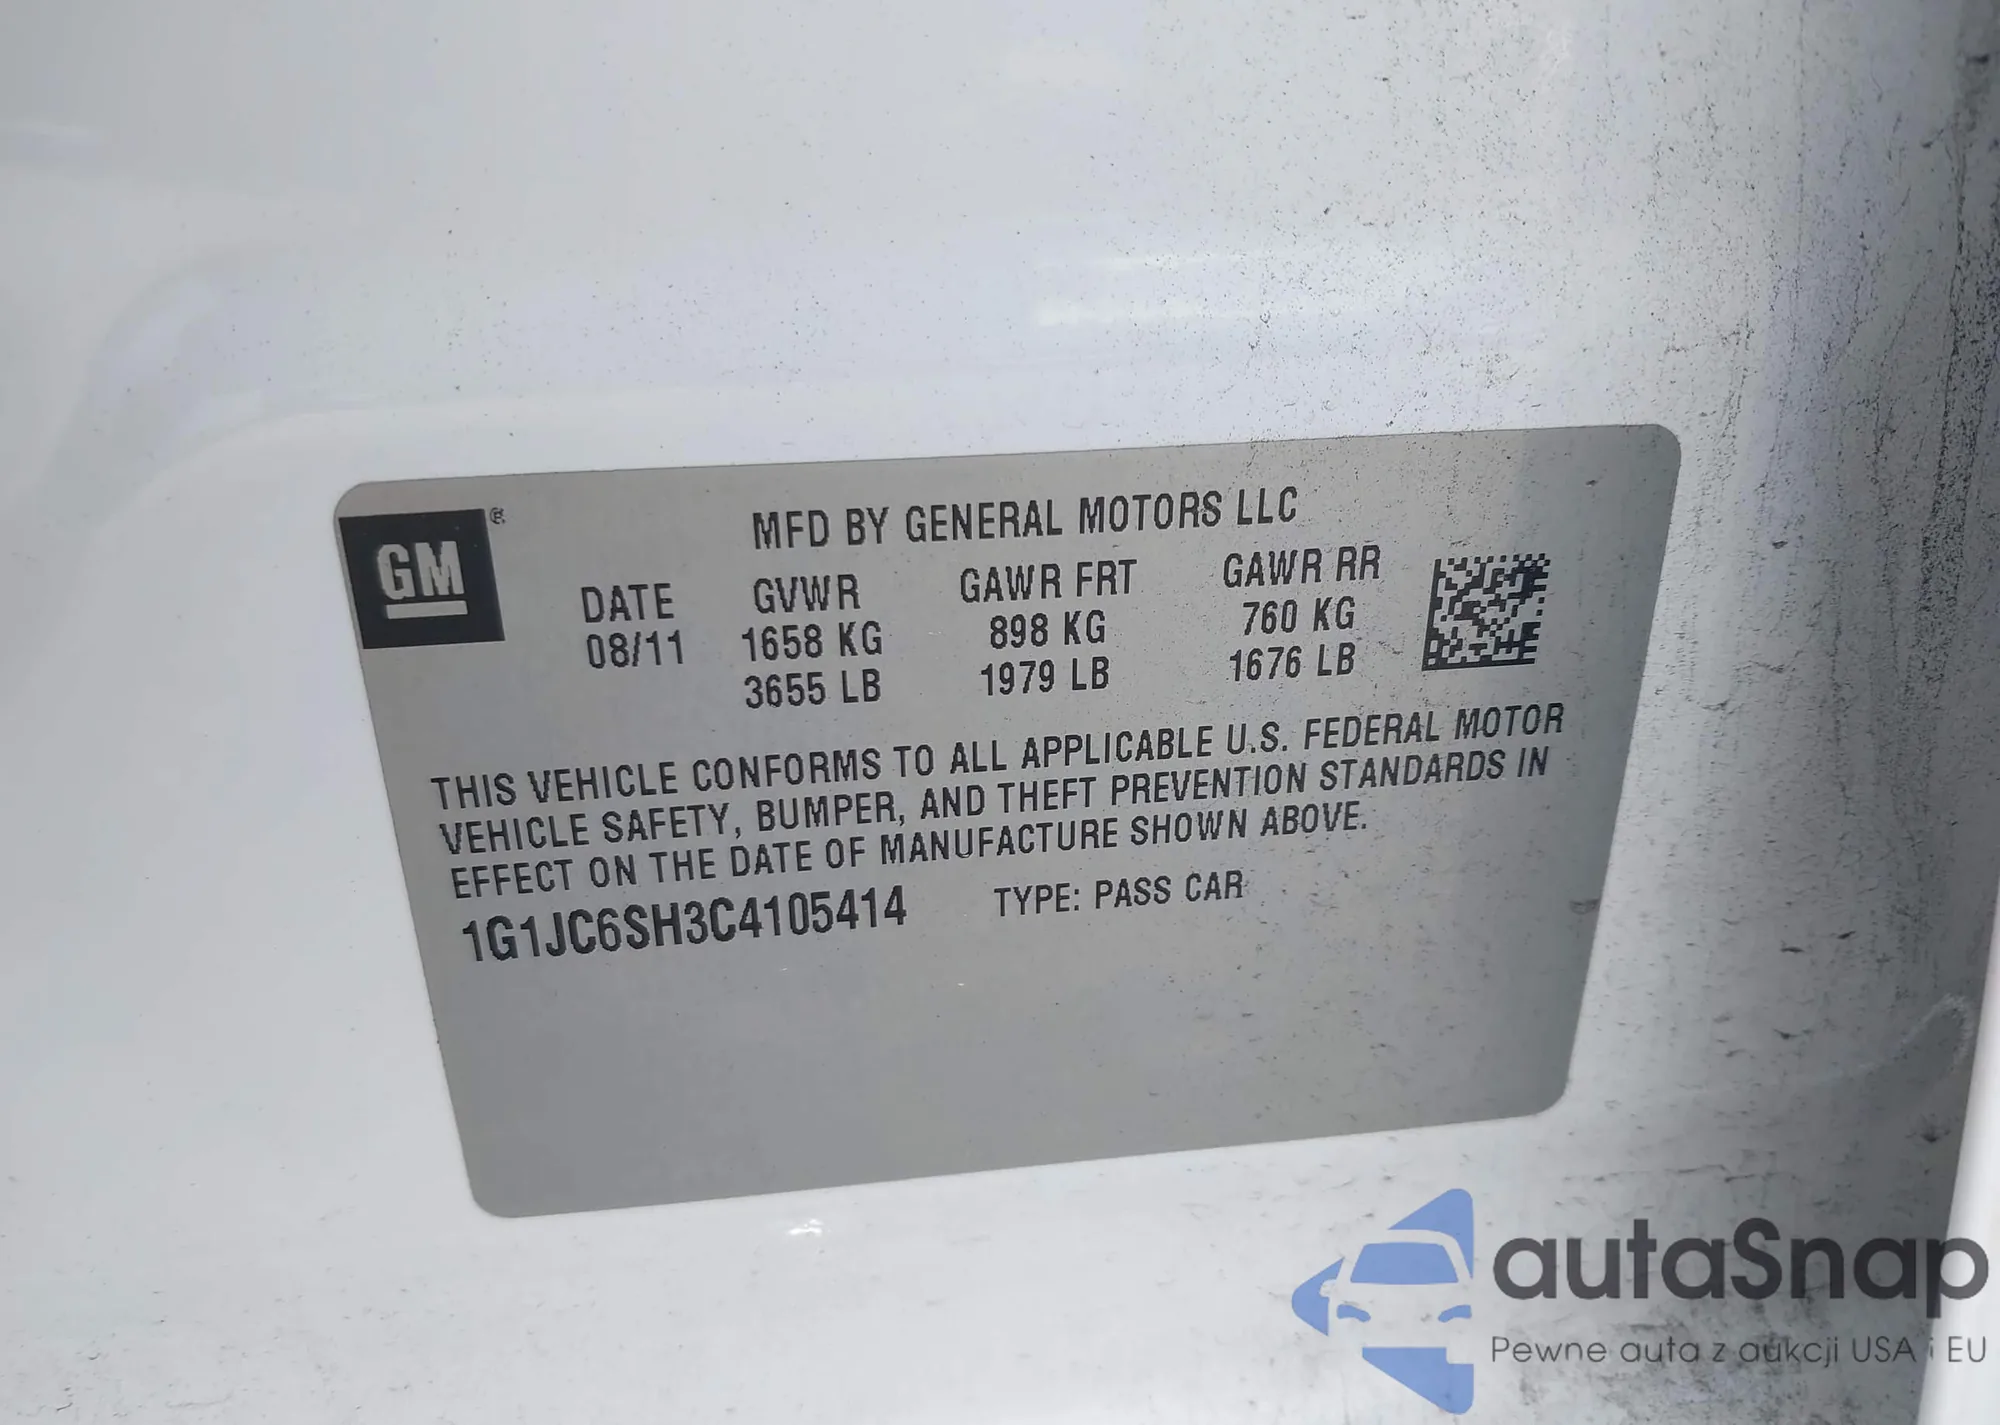 GM®
MFD BY GENERAL MOTORS LLC
DATE GVWR GAWR FRT GAWR RR
08/11 1658 KG 898 KG 760 KG
3655 LB 1979 LB 1676 LB
THIS VEHICLE CONFORMS TO ALL APPLICABLE U.S. FEDERAL MOTOR
VEHICLE SAFETY, BUMPER, AND THEFT PREVENTION STANDARDS IN
EFFECT ON THE DATE OF MANUFACTURE SHOWN ABOVE.
1G1JC6SH3C4105414 TYPE: PASS CAR
autaSnap
Pewne auta z aukcji USA i EU